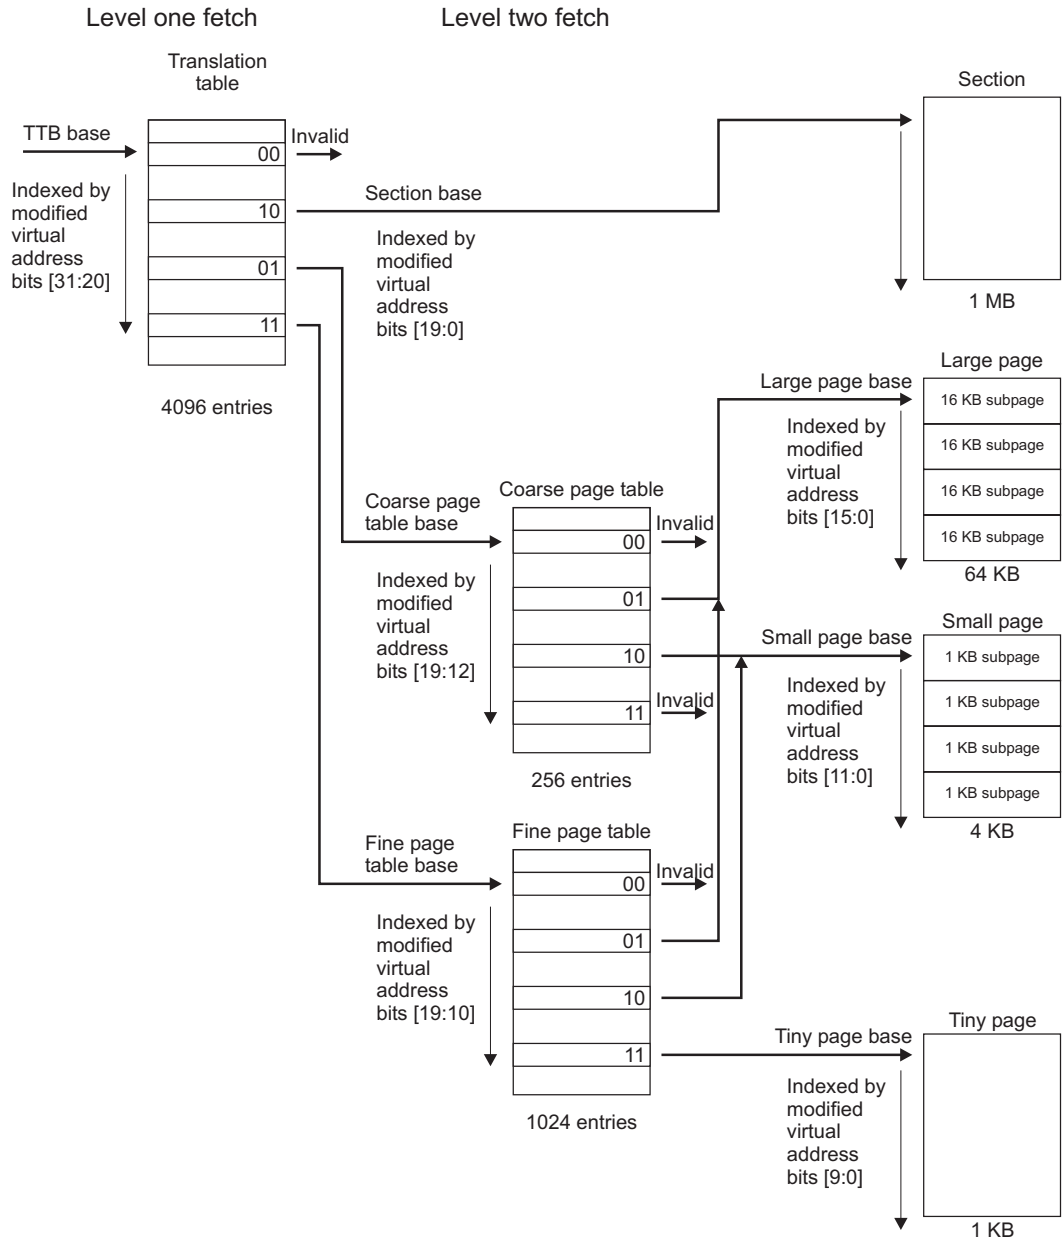 Level one fetch
Level two fetch
Translation
table
Section
TTB base
00
Invalid
Indexed by
modified
virtual
address
bits [31:20]
10
Section base
01
Indexed by
modified
virtual
address
bits [19:0]
11
1 MB
4096 entries
Large page
Large page base
16 KB subpage
16 KB subpage
16 KB subpage
16 KB subpage
Indexed by
modified
virtual
address
bits [15:0]
64 KB
Coarse page table
Coarse page
table base
00
Invalid
Indexed by
modified
virtual
address
bits [19:12]
01
10
11
Invalid
256 entries
Small page
Small page base
1 KB subpage
1 KB subpage
1 KB subpage
1 KB subpage
Indexed by
modified
virtual
address
bits [11:0]
4 KB
Fine page table
Fine page
table base
00
Invalid
Indexed by
modified
virtual
address
bits [19:10]
01
10
11
1024 entries
Tiny page
Tiny page base
Indexed by
modified
virtual
address
bits [9:0]
1 KB